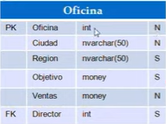 Oficina
PK Oficina int N
Ciudad nvarchar(50) N
Region nvarchar(50) S
Objetivo money S
Ventas money N
FK Director int S